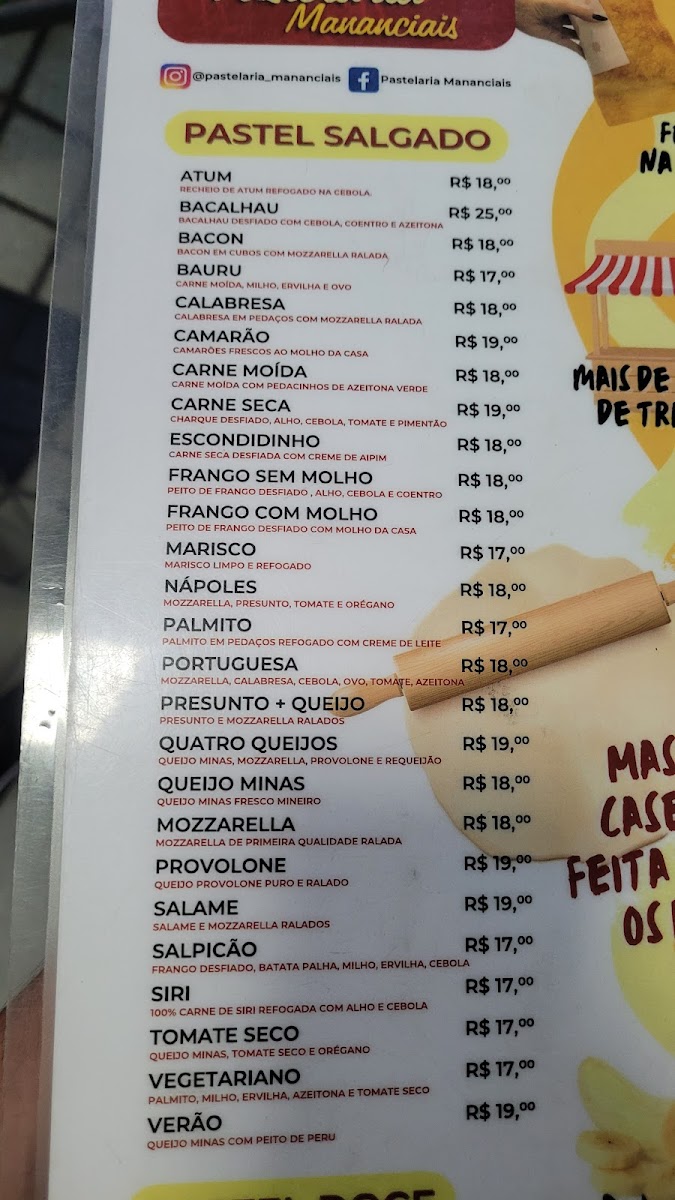 Mananciais
@pastelaria_mananciais Pastelaria Mananciais
PASTEL SALGADO
ATUM R$ 18,00
RECHEIO DE ATUM REFOGADO NA CEBOLA.
BACALHAU R$ 25,00
BACALHAU DESFIADO COM CEBOLA, COENTRO E AZEITONA
BACON R$ 18,00
BACON EM CUBOS COM MOZZARELLA RALADA
BAURU R$ 17,00
CARNE MOÍDA, MILHO, ERVILHA E OVO
CALABRESA R$ 18,00
CALABRESA EM PEDAÇOS COM MOZZARELLA RALADA
CAMARÃO R$ 19,00
CAMARÕES FRESCOS AO MOLHO DA CASA
CARNE MOÍDA R$ 18,00
CARNE MOÍDA COM PEDACINHOS DE AZEITONA VERDE
CARNE SECA R$ 19,00
CHARQUE DESFIADO, ALHO, CEBOLA, TOMATE E PIMENTÃO
ESCONDIDINHO R$ 18,00
CARNE SECA DESFIADA COM CREME DE AIPIM
FRANGO SEM MOLHO R$ 18,00
PEITO DE FRANGO DESFIADO , ALHO, CEBOLA E COENTRO
FRANGO COM MOLHO R$ 18,00
PEITO DE FRANGO DESFIADO COM MOLHO DA CASA
MARISCO R$ 17,00
MARISCO LIMPO E REFOGADO
NÁPOLES R$ 18,00
MOZZARELLA, PRESUNTO, TOMATE E ORÉGANO
PALMITO R$ 17,00
PALMITO EM PEDAÇOS REFOGADO COM CREME DE LEITE
PORTUGUESA R$ 18,00
MOZZARELLA, CALABRESA, CEBOLA, OVO, TOMATE, AZEITONA
PRESUNTO + QUEIJO R$ 18,00
PRESUNTO E MOZZARELLA RALADOS
QUATRO QUEIJOS R$ 19,00
QUEIJO MINAS, MOZZARELLA, PROVOLONE E REQUEIJÃO
QUEIJO MINAS R$ 18,00
QUEIJO MINAS FRESCO MINEIRO
MOZZARELLA R$ 18,00
MOZZARELLA DE PRIMEIRA QUALIDADE RALADA
PROVOLONE R$ 19,00
QUEIJO PROVOLONE PURO E RALADO
SALAME R$ 19,00
SALAME E MOZZARELLA RALADOS
SALPICÃO R$ 17,00
FRANGO DESFIADO, BATATA PALHA, MILHO, ERVILHA, CEBOLA
SIRI R$ 17,00
100% CARNE DE SIRI REFOGADA COM ALHO E CEBOLA
TOMATE SECO R$ 17,00
QUEIJO MINAS, TOMATE SECO E ORÉGANO
VEGETARIANO R$ 17,00
PALMITO, MILHO, ERVILHA, AZEITONA E TOMATE SECO
VERÃO R$ 19,00
QUEIJO MINAS COM PEITO DE PERU
NA
MAIS DE
DE TRE
MAS
CASE
FEITA
OS